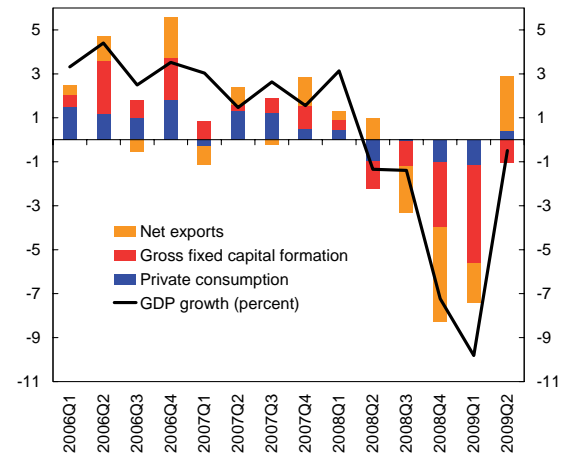 5
5
3
3
1
1
-1
-1
-3
-3
-5
-5
-7
-7
-9
-9
-11
-11
Net exports
Gross fixed capital formation
Private consumption
GDP growth (percent)
2006Q1
2006Q2
2006Q3
2006Q4
2007Q1
2007Q2
2007Q3
2007Q4
2008Q1
2008Q2
2008Q3
2008Q4
2009Q1
2009Q2